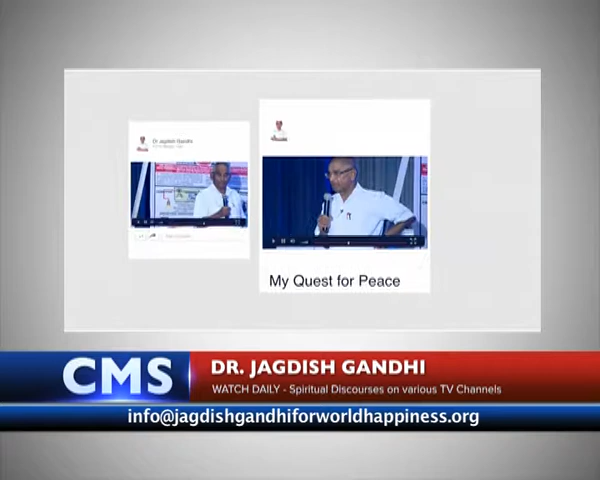 Dr Jagdish Gandhi
My Quest for Peace
CMS
DR. JAGDISH GANDHI
WATCH DAILY - Spiritual Discourses on various TV Channels
info@jagdishgandhiforworldhappiness.org